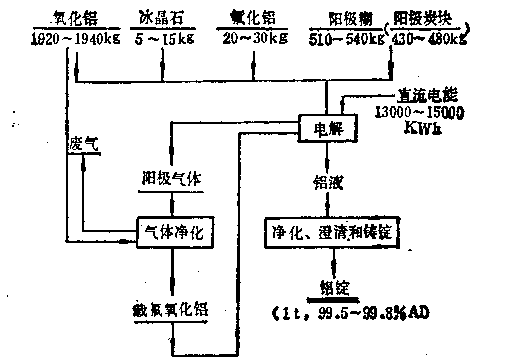 氧化铝 冰晶石 氟化铝 阳极糊 阳极炭块
1920~1940kg 5~15kg 20~30kg 510~540kg(430~480kg)
直流电能
13000~15000
KWh
电解
废气
阳极气体
铝液
气体净化
净化、澄清和铸锭
载氟氧化铝
铝锭
(1t, 99.5~99.8%AD